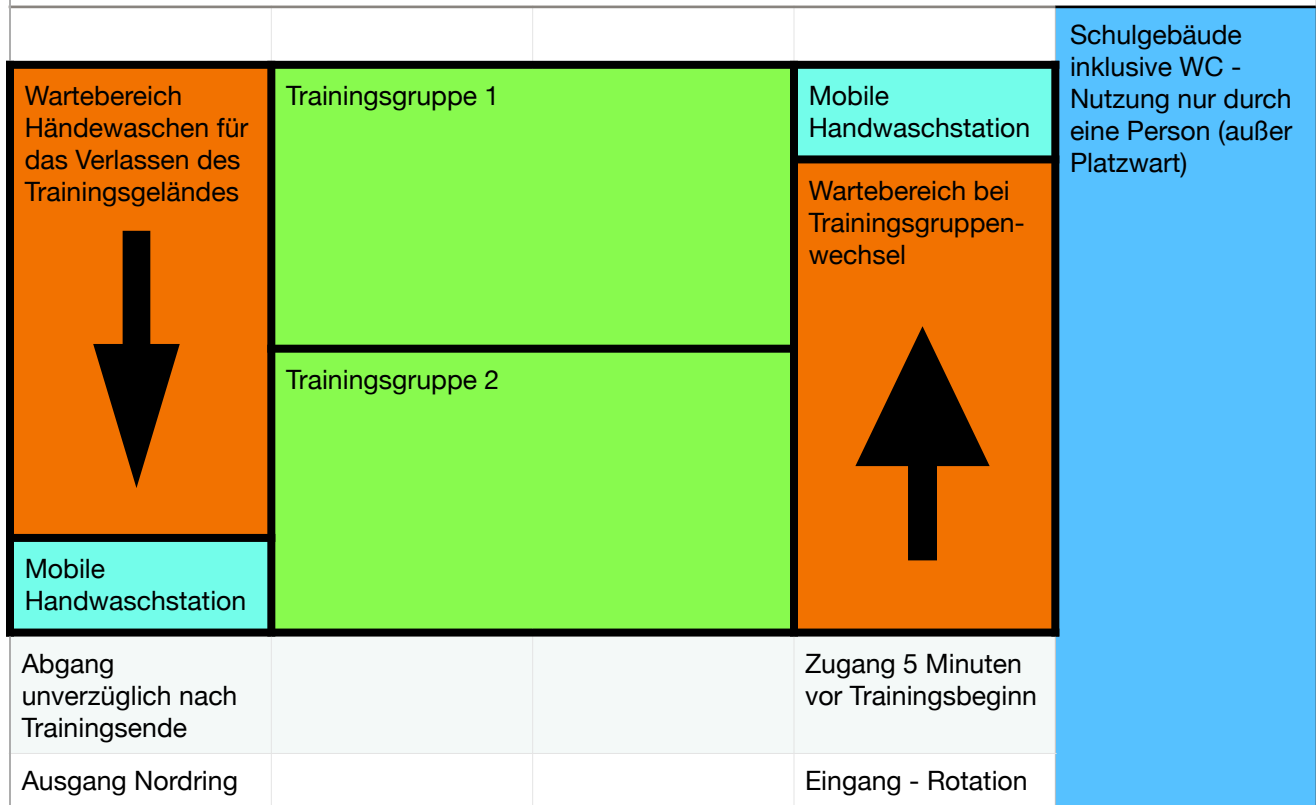 Wartebereich
Händewaschen für
das Verlassen des
Trainingsgeländes
Mobile
Handwaschstation
Abgang
unverzüglich nach
Trainingsende
Ausgang Nordring
Trainingsgruppe 1
Trainingsgruppe 2
Mobile
Handwaschstation
Wartebereich bei
Trainingsgruppen-
wechsel
Zugang 5 Minuten
vor Trainingsbeginn
Eingang - Rotation
Schulgebäude
inklusive WC -
Nutzung nur durch
eine Person (außer
Platzwart)